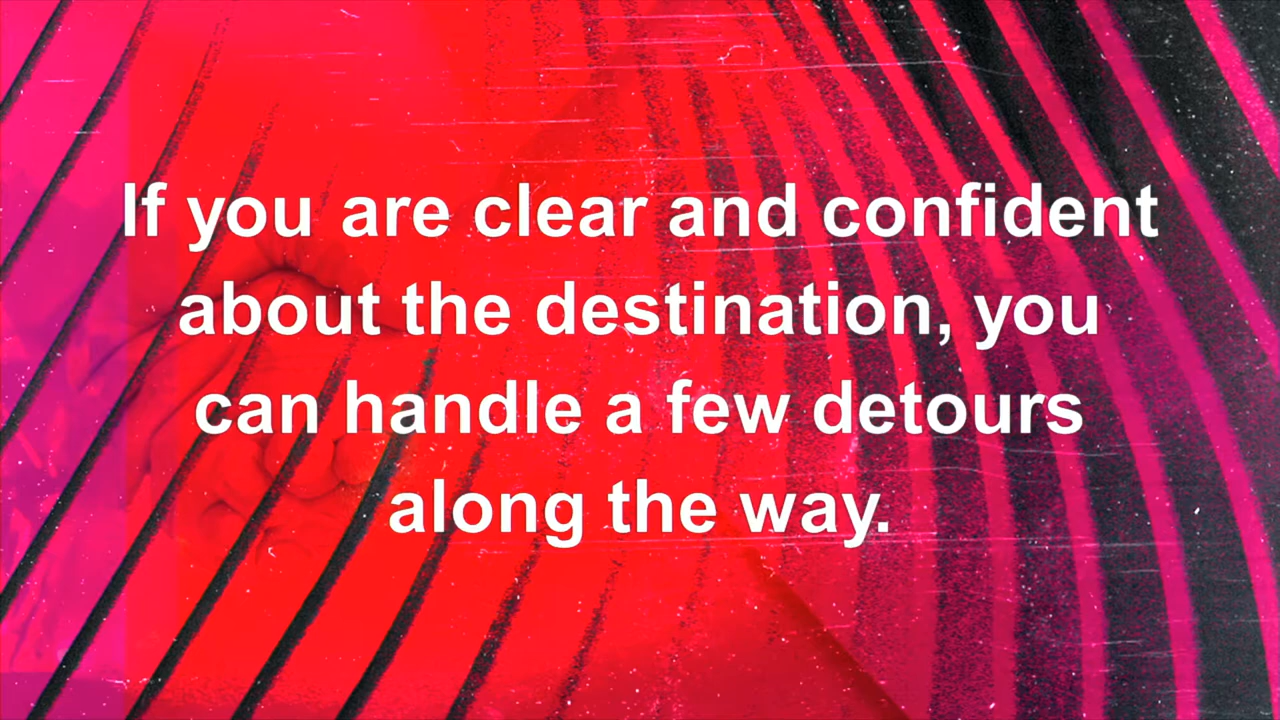 If you are clear and confident
about the destination, you
can handle a few detours
along the way.